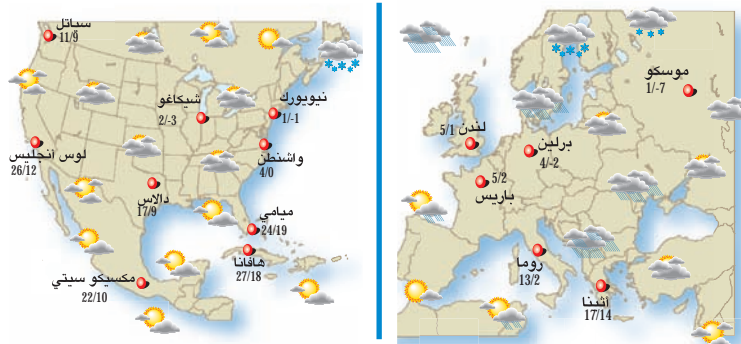 سياتل
11/9
شيكاغو
2/-3
نيويورك
1/-1
واشنطن
4/0
لوس أنجليس
26/12
دالاس
17/9
ميامي
24/19
هافانا
27/18
مكسيكو سيتي
22/10
موسكو
1/-7
لندن 5/1
برلين
4/-2
5/2
باريس
روما
13/2
أثينا
17/14